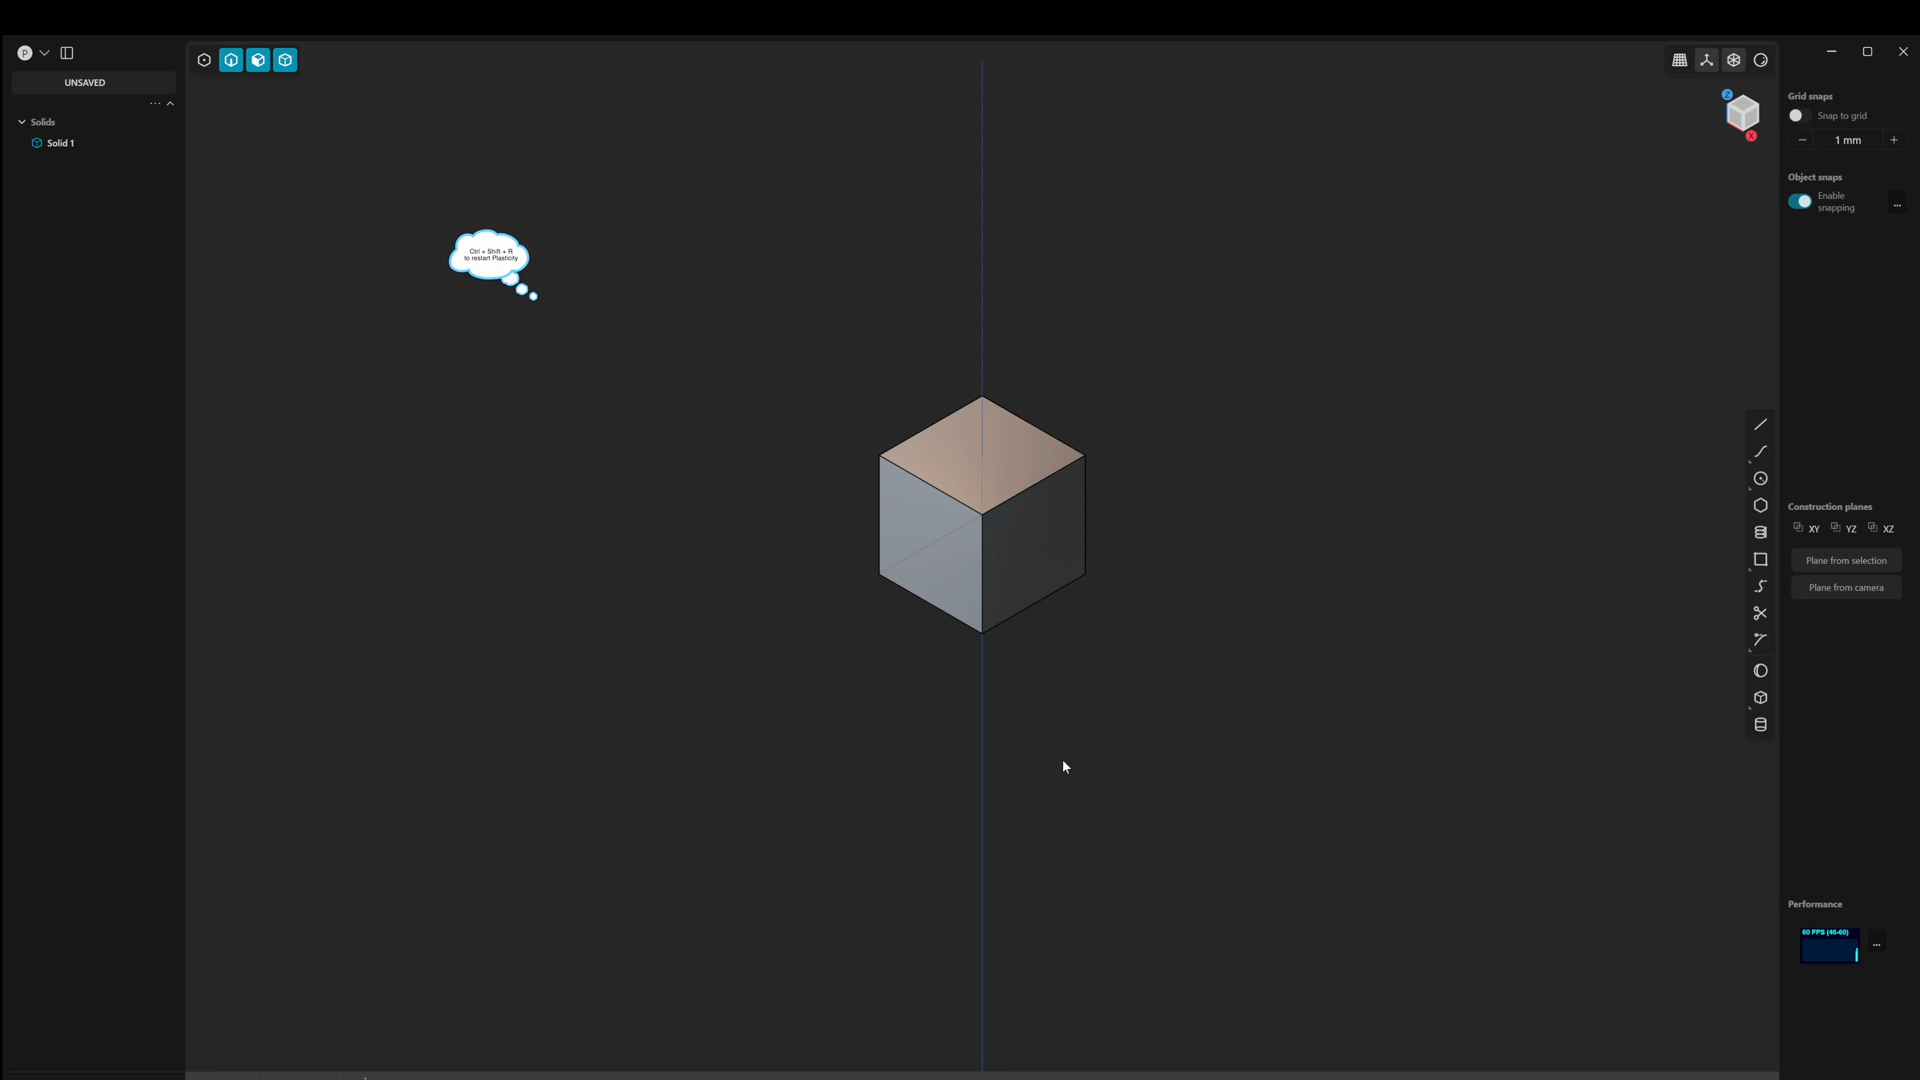 P
UNSAVED
Solids
Solid 1
Ctrl + Shift + R
to restart Plasticity
Z
X
Grid snaps
Snap to grid
1 mm
Object snaps
Enable
snapping
...
Construction planes
XY YZ XZ
Plane from selection
Plane from camera
Performance
60 FPS (46-60)
...